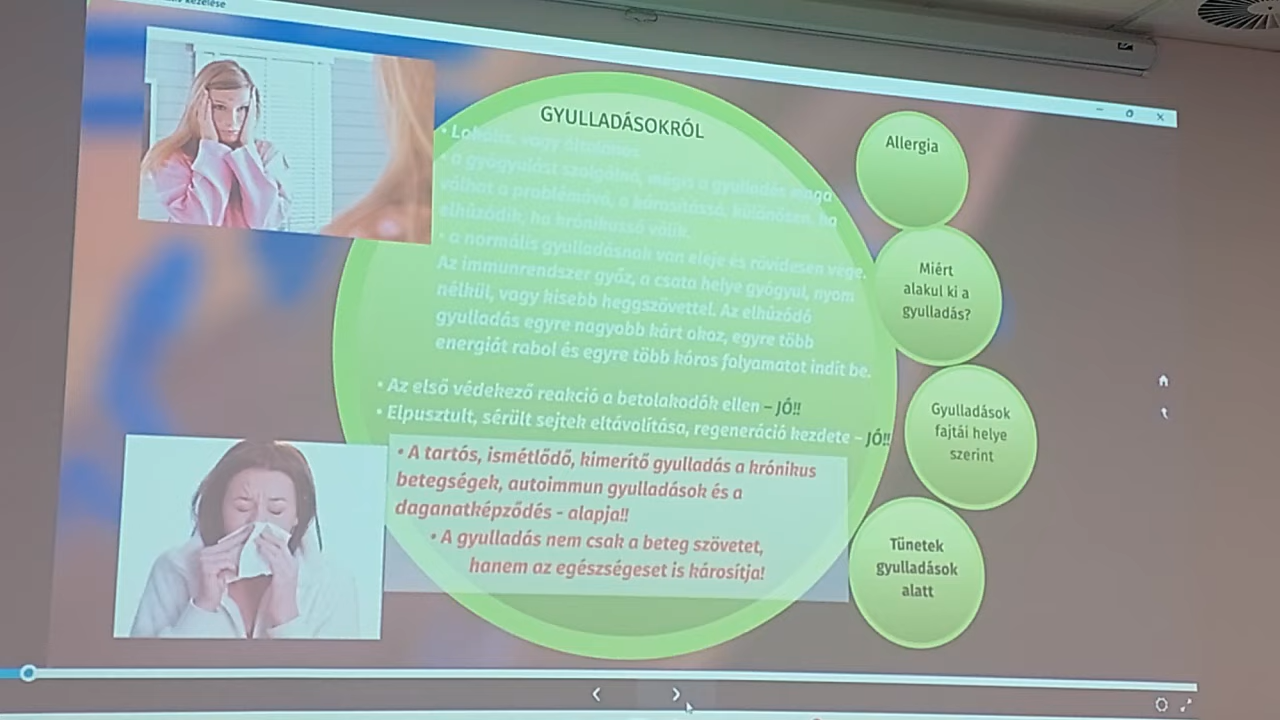 kezelése
GYULLADÁSOKRÓL
• Lokális, vagy általános
• a gyógyulást szolgálná, mégis a gyulladás maga
válhat a problémává, a károsítássá, különösen, ha
elhúzódik, ha krónikussá válik.
• a normális gyulladásnak van eleje és rövidesen vége.
Az immunrendszer győz, a csata helye gyógyul, nyom
nélkül, vagy kisebb hegszövettel. Az elhúzódó
gyulladás egyre nagyobb kárt okoz, egyre több
energiát rabol és egyre több kóros folyamatot indít be.
• Az első védekező reakció a betolakodók ellen – JÓ!!
• Elpusztult, sérült sejtek eltávolítása, regeneráció kezdete – JÓ!!
• A tartós, ismétlődő, kimerítő gyulladás a krónikus
betegségek, autoimmun gyulladások és a
daganatképződés - alapja!!
• A gyulladás nem csak a beteg szövetet,
hanem az egészségeset is károsítja!
Allergia
Miért
alakul ki a
gyulladás?
Gyulladások
fajtái helye
szerint
Tünetek
gyulladások
alatt